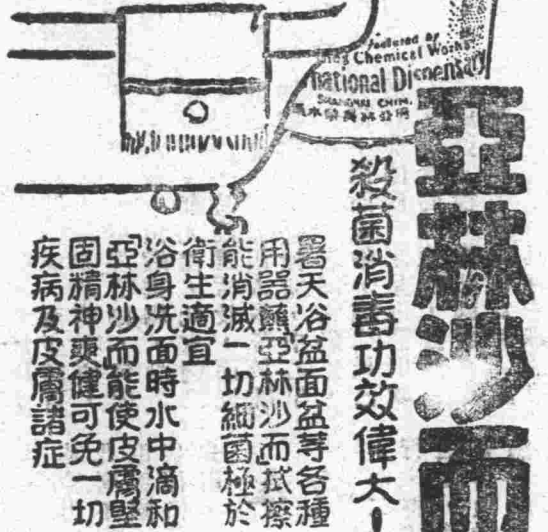 亞林沙而
殺菌消毒功效偉大！
署天浴盆面盆等各種
用器蘸「亞林沙而」拭擦
能消滅一切細菌極於
衛生適宜
浴身洗面時水中滴和
「亞林沙而」能使皮膚堅
固精神爽健可免一切
疾病及皮膚諸症
Chemical Works
national Dispensary
SHANGHAI CHINA.